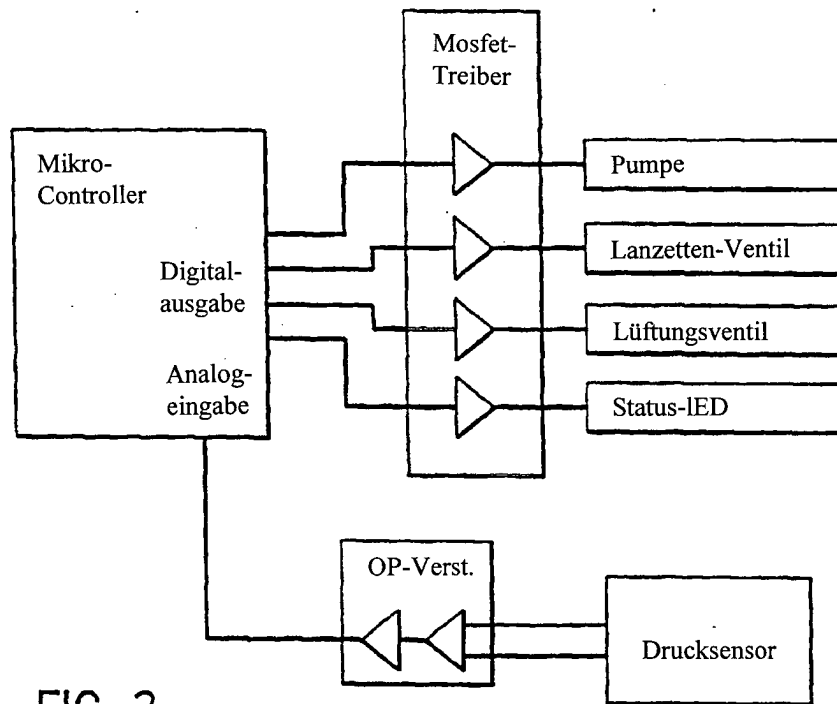 Mosfet-
Treiber
Mikro-
Controller
Pumpe
Lanzetten-Ventil
Digital-
ausgabe
Lüftungsventil
Analog-
eingabe
Status-lED
OP-Verst.
Drucksensor